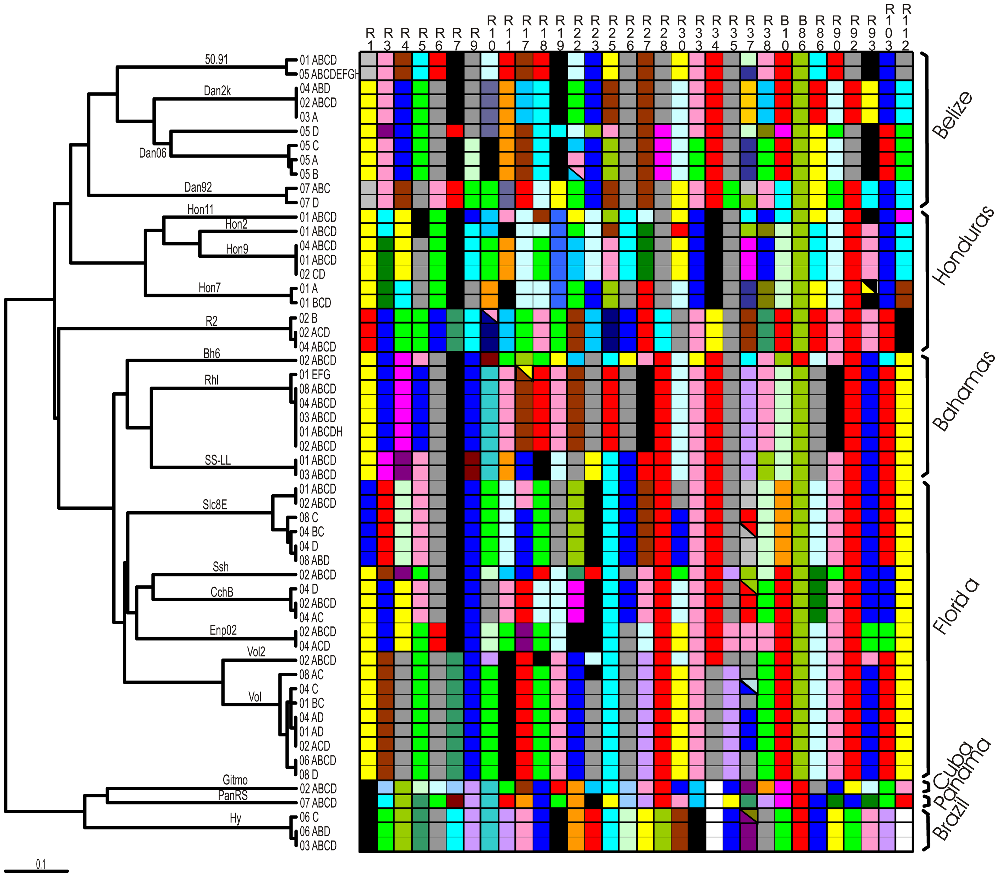 R1 R3 R4 R5 R6 R7 R9 R10 R11 R17 R18 R19 R22 R23 R25 R26 R27 R28 R30 R33 R34 R35 R37 R38 B10 B86 R86 R90 R92 R93 R103 R112
50.91
01 ABCD
05 ABCDEFGH
Dan2k
04 ABD
02 ABCD
03 A
05 D
Dan06
05 C
05 A
05 B
Dan92
07 ABC
07 D
Belize
Hon11
01 ABCD
Hon2
01 ABCD
Hon9
04 ABCD
01 ABCD
02 CD
Hon7
01 A
01 BCD
R2
02 B
02 ACD
04 ABCD
Honduras
Bh6
02 ABCD
Rhl
01 EFG
08 ABCD
04 ABCD
03 ABCD
01 ABCDH
02 ABCD
SS-LL
01 ABCD
03 ABCD
Bahamas
Slc8E
01 ABCD
02 ABCD
08 C
04 BC
04 D
08 ABD
Ssh
02 ABCD
CchB
04 D
02 ABCD
04 AC
Enp02
02 ABCD
04 ACD
Vol2
02 ABCD
Vol
08 AC
04 C
01 BC
04 AD
01 AD
02 ACD
06 ABCD
08 D
Florida
Gitmo
02 ABCD
Cuba
PanRS
07 ABCD
Panama
Hy
06 C
06 ABD
03 ABCD
Brazil
0.1